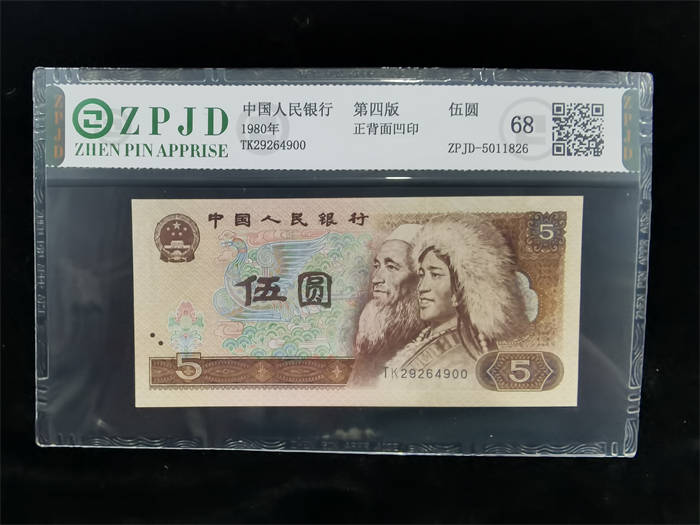 ZPJD
ZHEN PIN APPRISE
中国人民银行
1980年
TK29264900
第四版
正背面凹印
伍圆
ZPJD-5011826
68
ZPJD
ZPJD
中国人民银行
5
伍圆
5
TK29264900
5